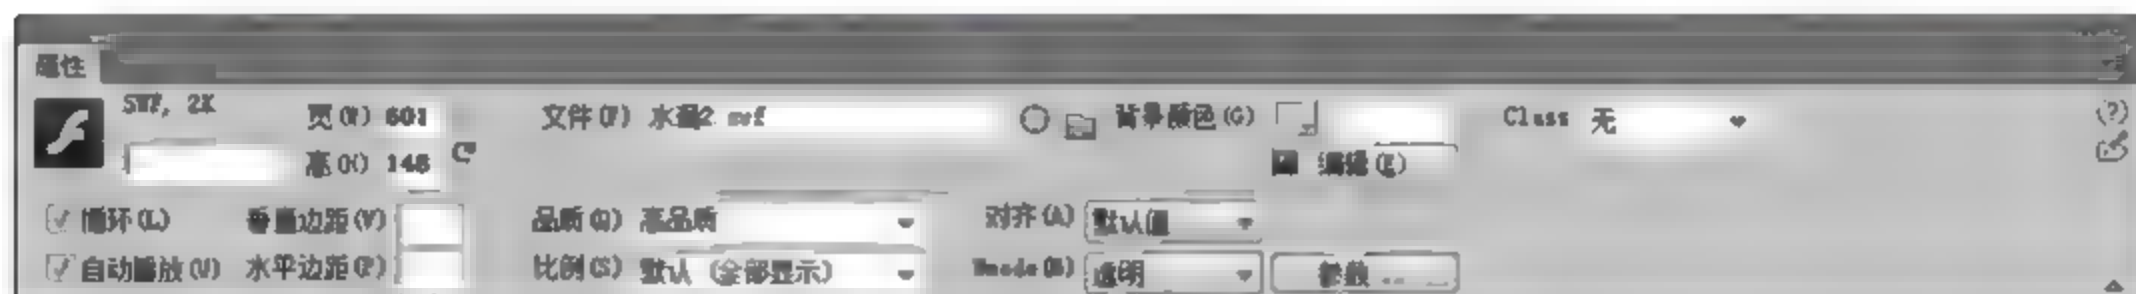 属性
SWF, 2K 宽(W) 601 文件(F) 水 2.swf 背景颜色(G) Class 无 (?)
高(H) 编辑(E)
循环(L) 垂直边距(V) 品质(Q) 高品质 对齐(A) 默认值
自动播放(U) 水平边距(P) 比例(S) 默认 (全部显示) Wmode(M) 透明 参数...